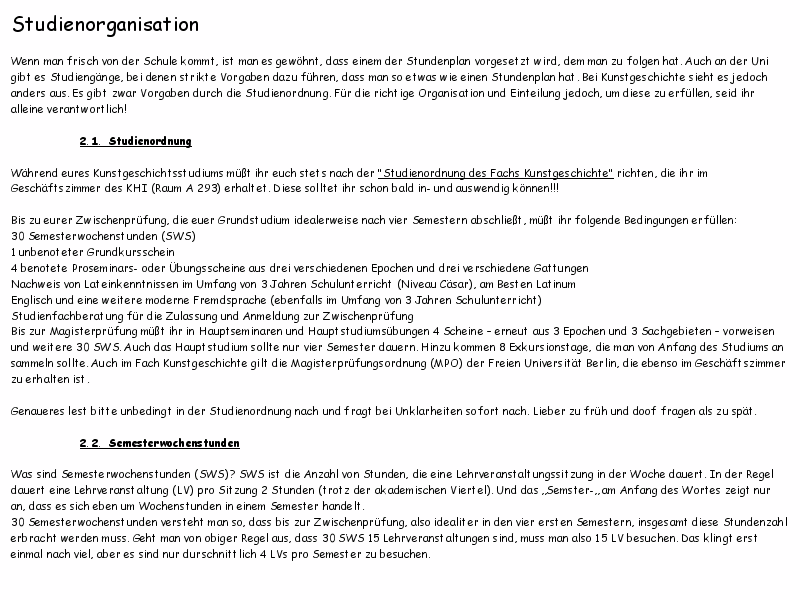 Studienorganisation
Wenn man frisch von der Schule kommt, ist man es gewöhnt, dass einem der Stundenplan vorgesetzt wird, dem man zu folgen hat. Auch an der Uni
gibt es Studiengänge, bei denen strikte Vorgaben dazu führen, dass man so etwas wie einen Stundenplan hat. Bei Kunstgeschichte sieht es jedoch
anders aus. Es gibt zwar Vorgaben durch die Studienordnung. Für die richtige Organisation und Einteilung jedoch, um diese zu erfüllen, seid ihr
alleine verantwortlich!
2.1. Studienordnung
Während eures Kunstgeschichtsstudiums müßt ihr euch stets nach der "Studienordnung des Fachs Kunstgeschichte" richten, die ihr im
Geschäftszimmer des KHI (Raum A 293) erhaltet. Diese solltet ihr schon bald in- und auswendig können!!!
Bis zu eurer Zwischenprüfung, die euer Grundstudium idealerweise nach vier Semestern abschließt, müßt ihr folgende Bedingungen erfüllen:
30 Semesterwochenstunden (SWS)
1 unbenoteter Grundkursschein
4 benotete Proseminars- oder Übungsscheine aus drei verschiedenen Epochen und drei verschiedene Gattungen
Nachweis von Lateinkenntnissen im Umfang von 3 Jahren Schulunterricht (Niveau Cäsar), am Besten Latinum
Englisch und eine weitere moderne Fremdsprache (ebenfalls im Umfang von 3 Jahren Schulunterricht)
Studienfachberatung für die Zulassung und Anmeldung zur Zwischenprüfung
Bis zur Magisterprüfung müßt ihr in Hauptseminaren und Hauptstudiumsübungen 4 Scheine – erneut aus 3 Epochen und 3 Sachgebieten – vorweisen
und weitere 30 SWS. Auch das Hauptstudium sollte nur vier Semester dauern. Hinzu kommen 8 Exkursionstage, die man von Anfang des Studiums an
sammeln sollte. Auch im Fach Kunstgeschichte gilt die Magisterprüfungsordnung (MPO) der Freien Universität Berlin, die ebenso im Geschäftszimmer
zu erhalten ist.
Genaueres lest bitte unbedingt in der Studienordnung nach und fragt bei Unklarheiten sofort nach. Lieber zu früh und doof fragen als zu spät.
2.2. Semesterwochenstunden
Was sind Semesterwochenstunden (SWS)? SWS ist die Anzahl von Stunden, die eine Lehrveranstaltungssitzung in der Woche dauert. In der Regel
dauert eine Lehrveranstaltung (LV) pro Sitzung 2 Stunden (trotz der akademischen Viertel). Und das „Semster-„ am Anfang des Wortes zeigt nur
an, dass es sich eben um Wochenstunden in einem Semester handelt.
30 Semesterwochenstunden versteht man so, dass bis zur Zwischenprüfung, also idealiter in den vier ersten Semestern, insgesamt diese Stundenzahl
erbracht werden muss. Geht man von obiger Regel aus, dass 30 SWS 15 Lehrveranstaltungen sind, muss man also 15 LV besuchen. Das klingt erst
einmal nach viel, aber es sind nur durschnittlich 4 LVs pro Semester zu besuchen.